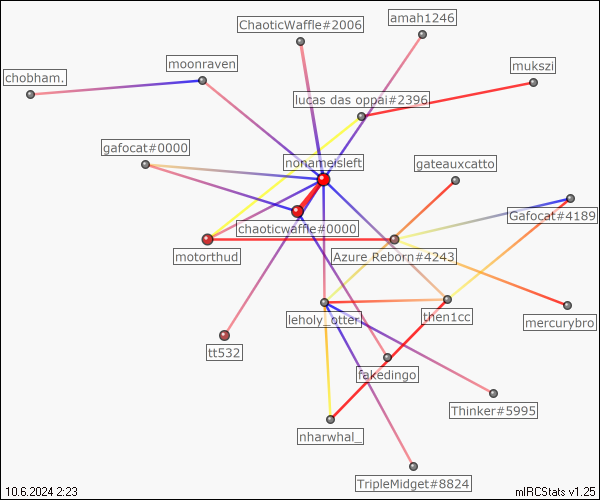 ChaoticWaffle#2006
amah1246
moonraven
mukszi
chobham.
lucas das oppai#2396
gafocat#0000
nonameisleft
gateauxcatto
Gafocat#4189
chaoticwaffle#0000
motorthud
Azure Reborn#4243
leholy_otter
then1cc
mercurybro
tt532
fakedingo
Thinker#5995
nharwhal_
TripleMidget#8824
10.6.2024 2:23
mIRCStats v1.25